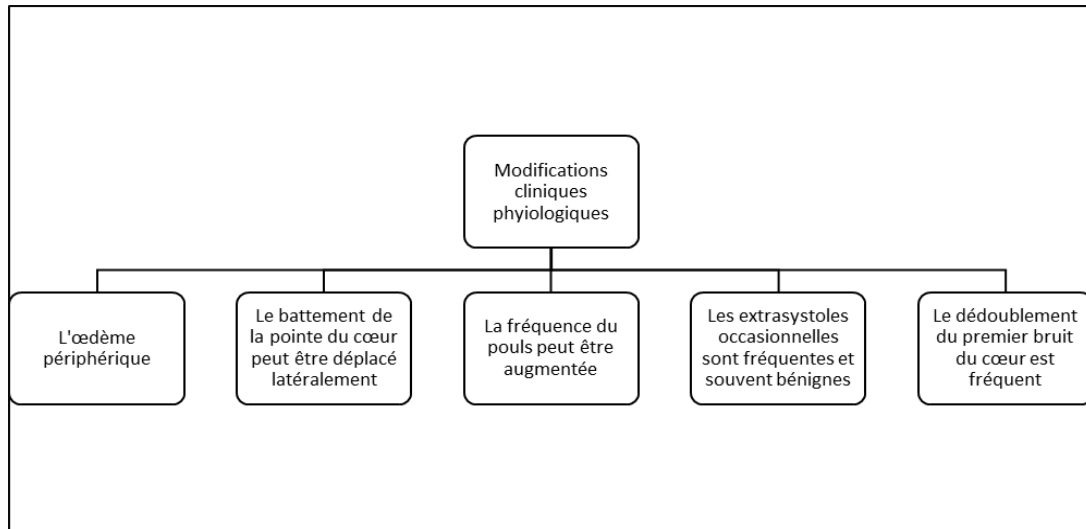 Modifications
cliniques
phyiologiques
L'œdème
périphérique
Le battement de
la pointe du cœur
peut être déplacé
latéralement
La fréquence du
pouls peut être
augmentée
Les extrasystoles
occasionnelles
sont fréquentes et
souvent bénignes
Le dédoublement
du premier bruit
du cœur est
fréquent